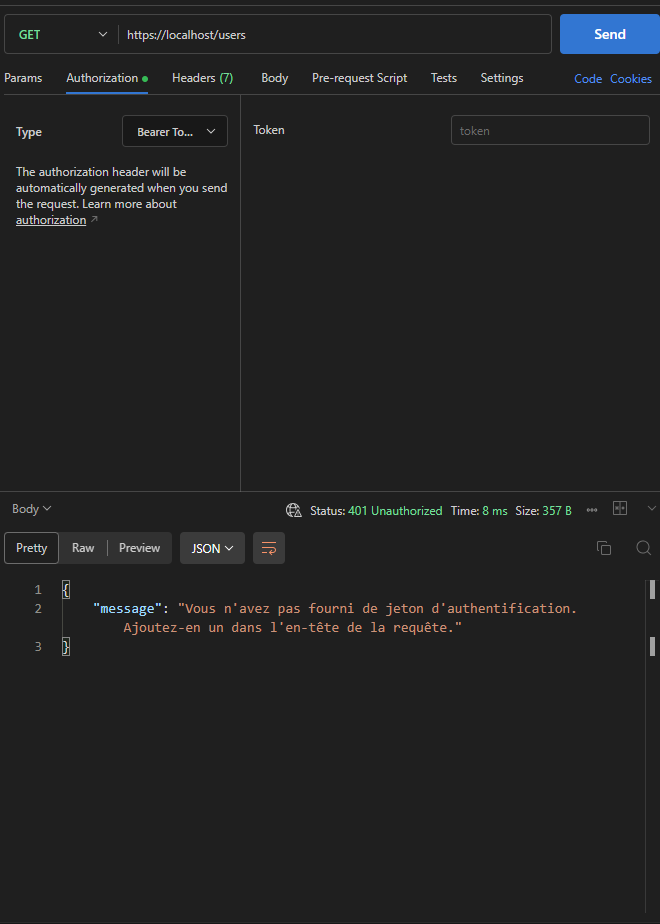 GET https://localhost/users Send
Params Authorization Headers (7) Body Pre-request Script Tests Settings Code Cookies
Type Bearer To... Token token
The authorization header will be
automatically generated when you send
the request. Learn more about
authorization ↗
Body Status: 401 Unauthorized Time: 8 ms Size: 357 B
Pretty Raw Preview JSON
1 {
2 "message": "Vous n'avez pas fourni de jeton d'authentification.
Ajoutez-en un dans l'en-tête de la requête."
3 }